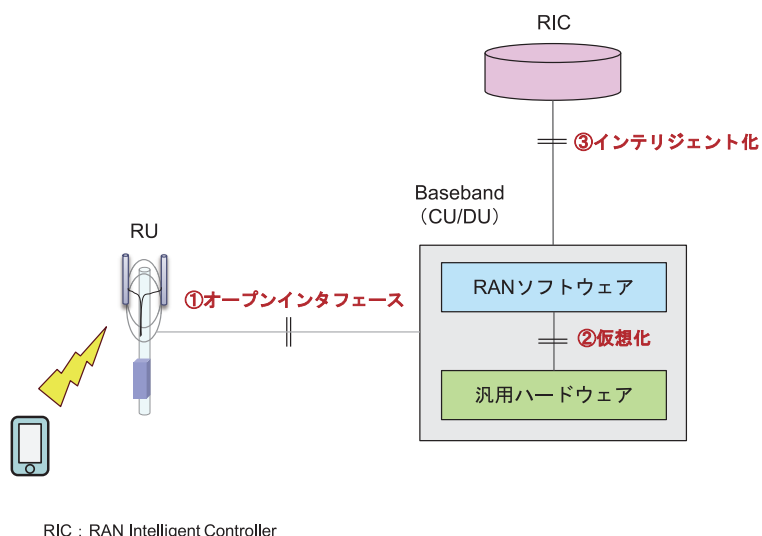 RIC
③インテリジェント化
Baseband
（CU/DU）
RU
①オープンインタフェース
RANソフトウェア
②仮想化
汎用ハードウェア
RIC：RAN Intelligent Controller